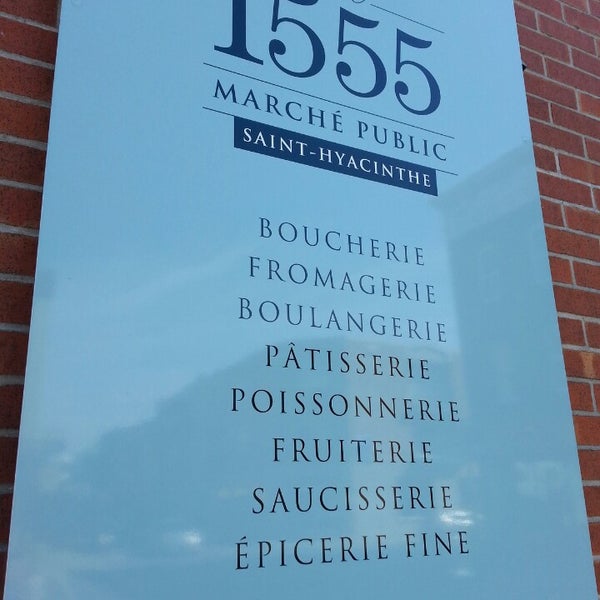 1555
MARCHÉ PUBLIC
SAINT-HYACINTHE
BOUCHERIE
FROMAGERIE
BOULANGERIE
PÂTISSERIE
POISSONNERIE
FRUITERIE
SAUCISSERIE
ÉPICERIE FINE